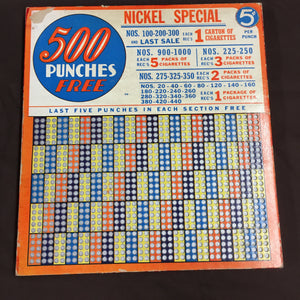 NICKEL SPECIAL
5¢
PER PUNCH
500
PUNCHES
FREE
NOS. 100-200-300 EACH REC'S 1 CARTON OF CIGARETTES
AND LAST SALE
NOS. 900-1000
EACH REC'S 5 PACKS OF CIGARETTES
NOS. 225-250
EACH REC'S 3 PACKS OF CIGARETTES
NOS. 275-325-350 EACH REC'S 2 PACKS OF CIGARETTES
NOS. 20-40-60-80-120-140-160
180-220-240-260
280-320-340-360
380-420-440
EACH REC'S 1 PACKAGE OF CIGARETTES
LAST FIVE PUNCHES IN EACH SECTION FREE